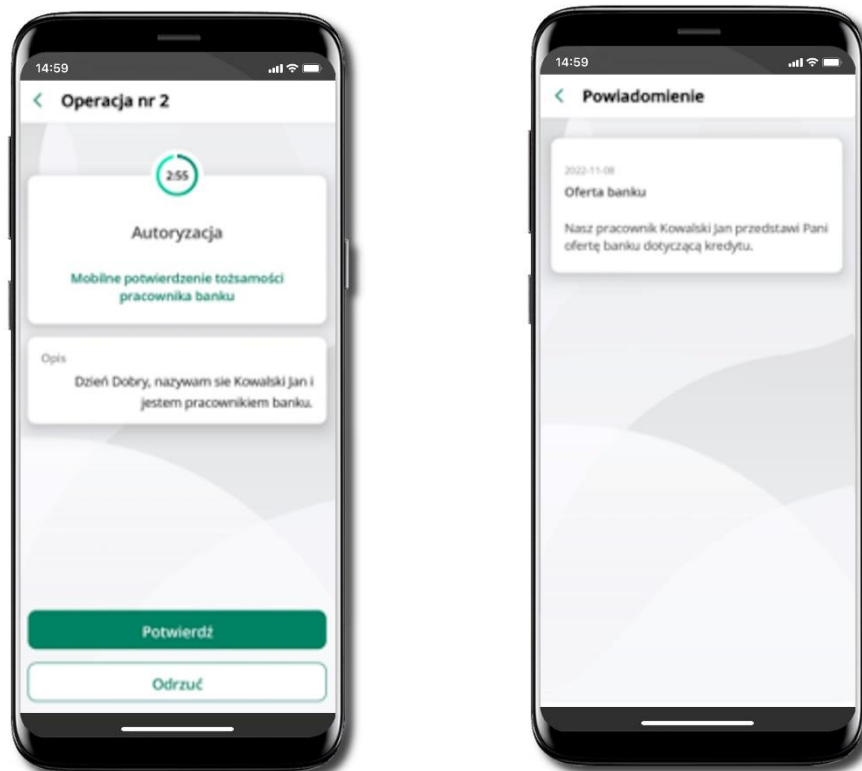 14:59
Operacja nr 2
2:55
Autoryzacja
Mobilne potwierdzenie tożsamości
pracownika banku
Opis
Dzień Dobry, nazywam sie Kowalski Jan i
jestem pracownikiem banku.
Potwierdź
Odrzuć
14:59
Powiadomienie
2022-11-08
Oferta banku
Nasz pracownik Kowalski Jan przedstawi Pani
ofertę banku dotyczącą kredytu.